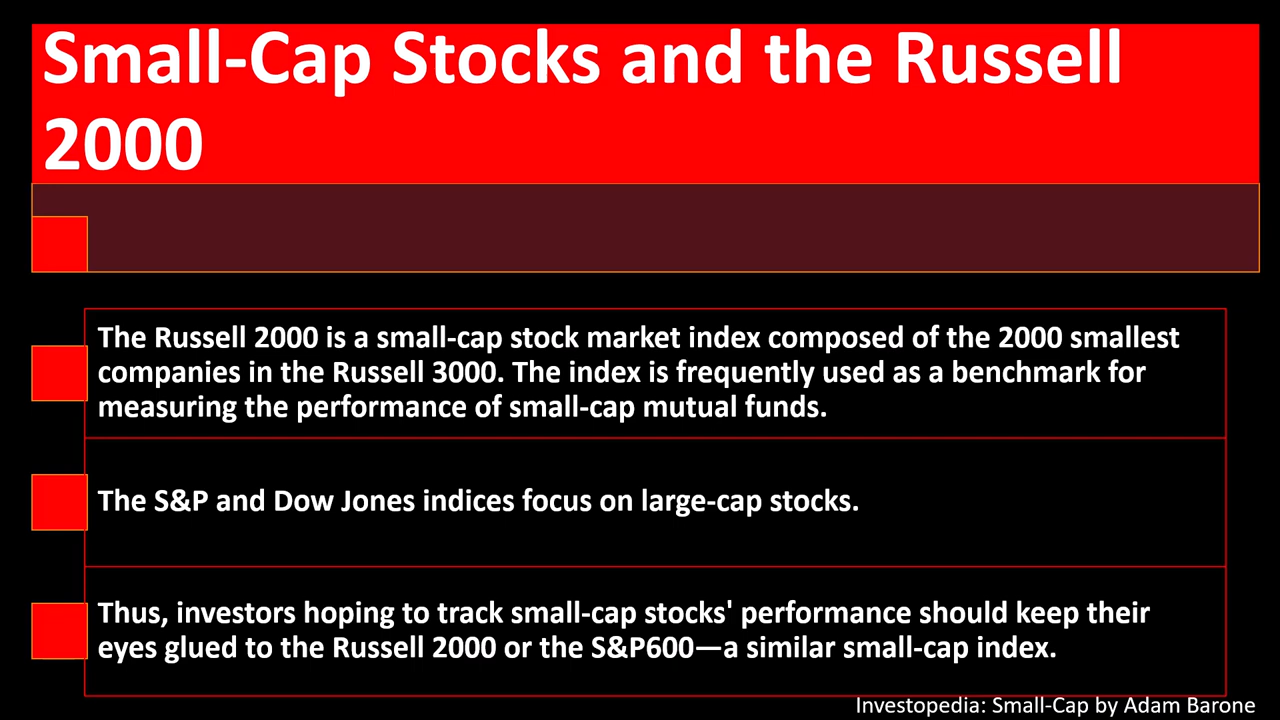 Small-Cap Stocks and the Russell
2000
The Russell 2000 is a small-cap stock market index composed of the 2000 smallest
companies in the Russell 3000. The index is frequently used as a benchmark for
measuring the performance of small-cap mutual funds.
The S&P and Dow Jones indices focus on large-cap stocks.
Thus, investors hoping to track small-cap stocks' performance should keep their
eyes glued to the Russell 2000 or the S&P600—a similar small-cap index.
Investopedia: Small-Cap by Adam Barone